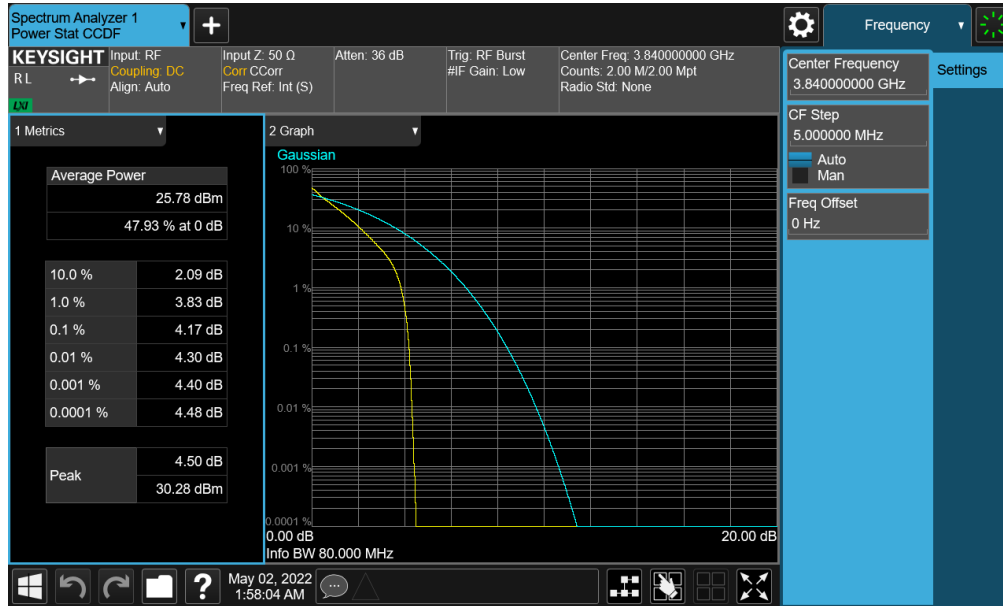 Spectrum Analyzer 1
Power Stat CCDF
Frequency
KEYSIGHT
R L
LXI
Input: RF
Coupling: DC
Align: Auto
Input Z: 50 Ω
Corr CCorr
Freq Ref: Int (S)
Atten: 36 dB
Trig: RF Burst
#IF Gain: Low
Center Freq: 3.840000000 GHz
Counts: 2.00 M/2.00 Mpt
Radio Std: None
Center Frequency
3.840000000 GHz
Settings
CF Step
5.000000 MHz
Auto
Man
Freq Offset
0 Hz
1 Metrics
Average Power
25.78 dBm
47.93 % at 0 dB
10.0 % 2.09 dB
1.0 % 3.83 dB
0.1 % 4.17 dB
0.01 % 4.30 dB
0.001 % 4.40 dB
0.0001 % 4.48 dB
Peak
4.50 dB
30.28 dBm
2 Graph
Gaussian
100 %
10 %
1 %
0.1 %
0.01 %
0.001 %
0.0001 %
0.00 dB
20.00 dB
Info BW 80.000 MHz
?
May 02, 2022
1:58:04 AM